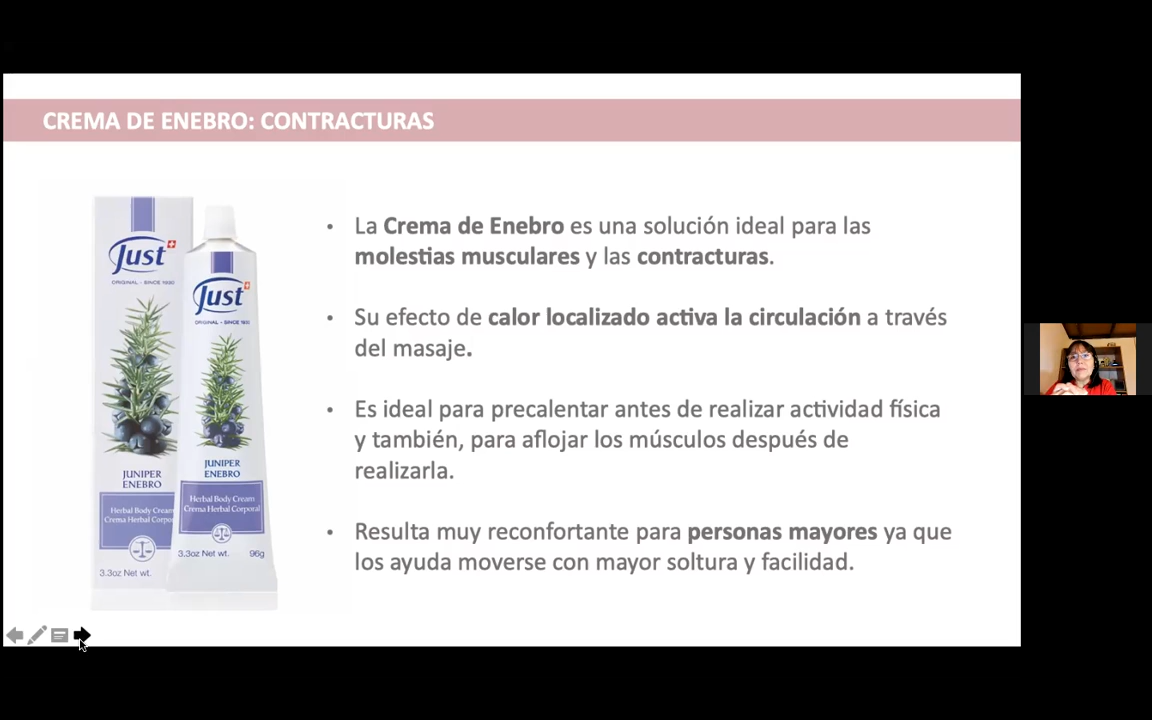 CREMA DE ENEBRO: CONTRACTURAS
• La Crema de Enebro es una solución ideal para las
molestias musculares y las contracturas.
• Su efecto de calor localizado activa la circulación a través
del masaje.
• Es ideal para precalentar antes de realizar actividad física
y también, para aflojar los músculos después de
realizarla.
• Resulta muy reconfortante para personas mayores ya que
los ayuda moverse con mayor soltura y facilidad.
Just
ORIGINAL - SINCE 1930
JUNIPER
ENEBRO
Herbal Body Cream
Crema Herbal Corpo
3.3oz Net wt.
Just
ORIGINAL - SINCE 1930
JUNIPER
ENEBRO
Herbal Body Cream
Crema Herbal Corporal
3.3oz Net wt. 96g